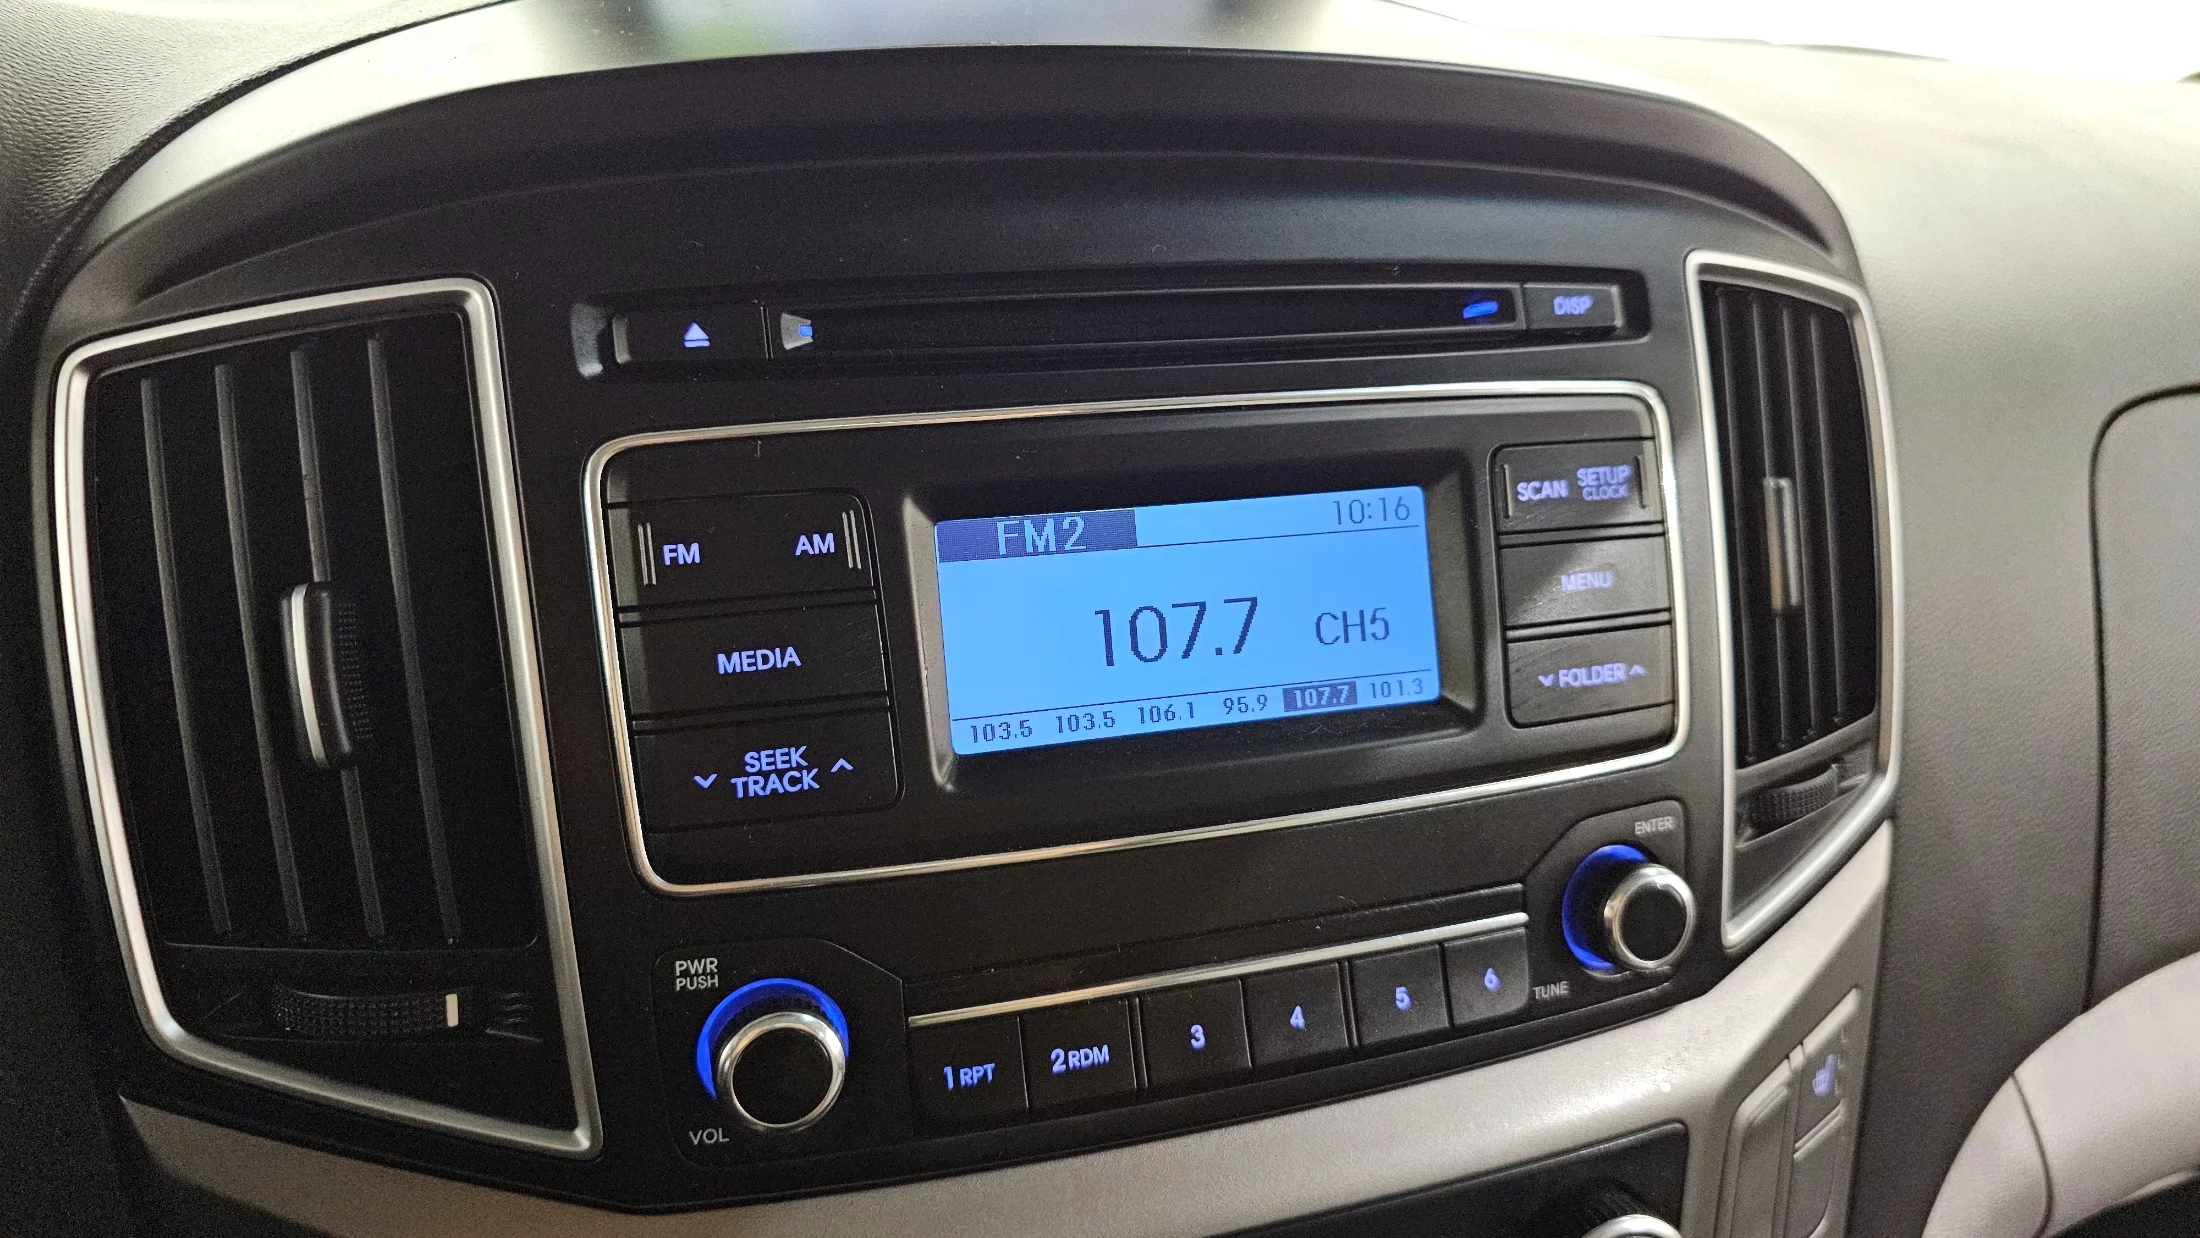 DISP
FM AM
MEDIA
SEEK
TRACK
FM2 10:16
107.7 CH5
103.5 103.5 106.1 95.9 107.7 101.3
SCAN SETUP
CLOCK
MENU
FOLDER
PWR
PUSH
VOL
1 RPT 2 RDM 3 4 5 6
ENTER
TUNE